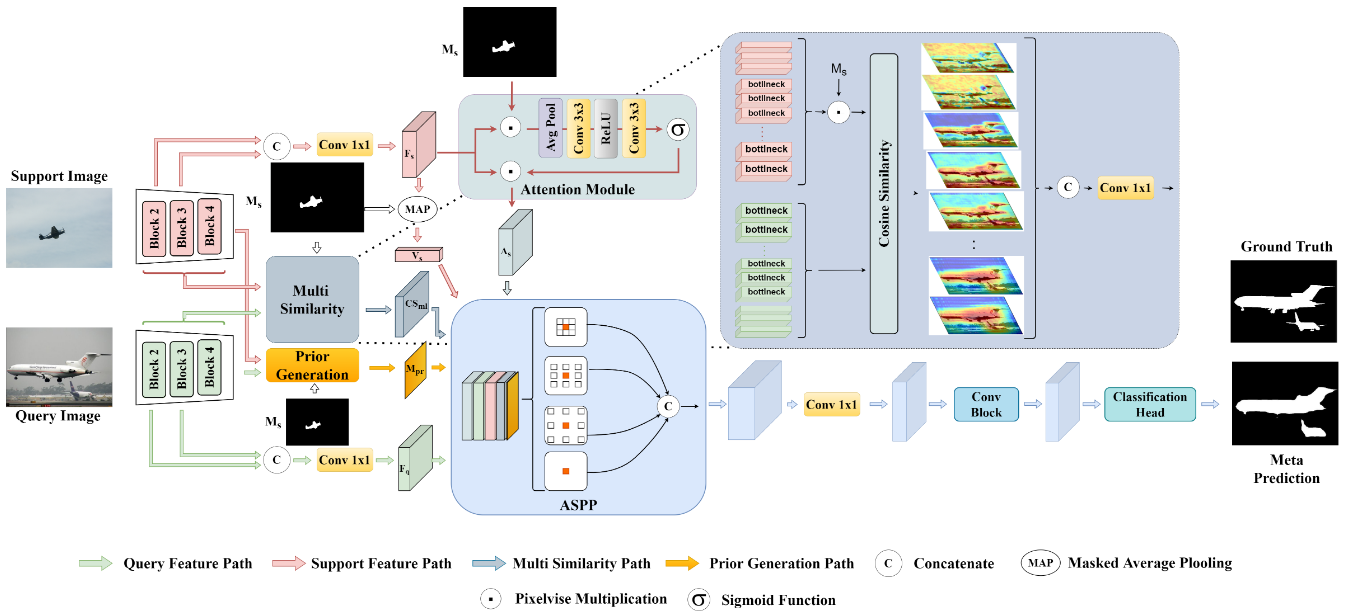 M_s
M_s
bottlneck
bottlneck
bottlneck
bottlneck
bottlneck
Avg Pool
Conv 3x3
ReLU
Conv 3x3
σ
C
Conv 1x1
F_s
Attention Module
Cosine Similarity
C
Conv 1x1
Support Image
M_s
MAP
Block 2
Block 3
Block 4
A_s
V_s
bottlneck
bottlneck
bottlneck
bottlneck
bottlneck
Ground Truth
Multi
Similarity
CS_ml
Block 2
Block 3
Block 4
Prior
Generation
M_pr
Query Image
M_s
C
Conv 1x1
Conv
Block
Classification
Head
C
Conv 1x1
F_q
ASPP
Meta
Prediction
Query Feature Path
Support Feature Path
Multi Similarity Path
Prior Generation Path
C
Concatenate
MAP
Masked Average Plooling
Pixelvise Multiplication
σ
Sigmoid Function